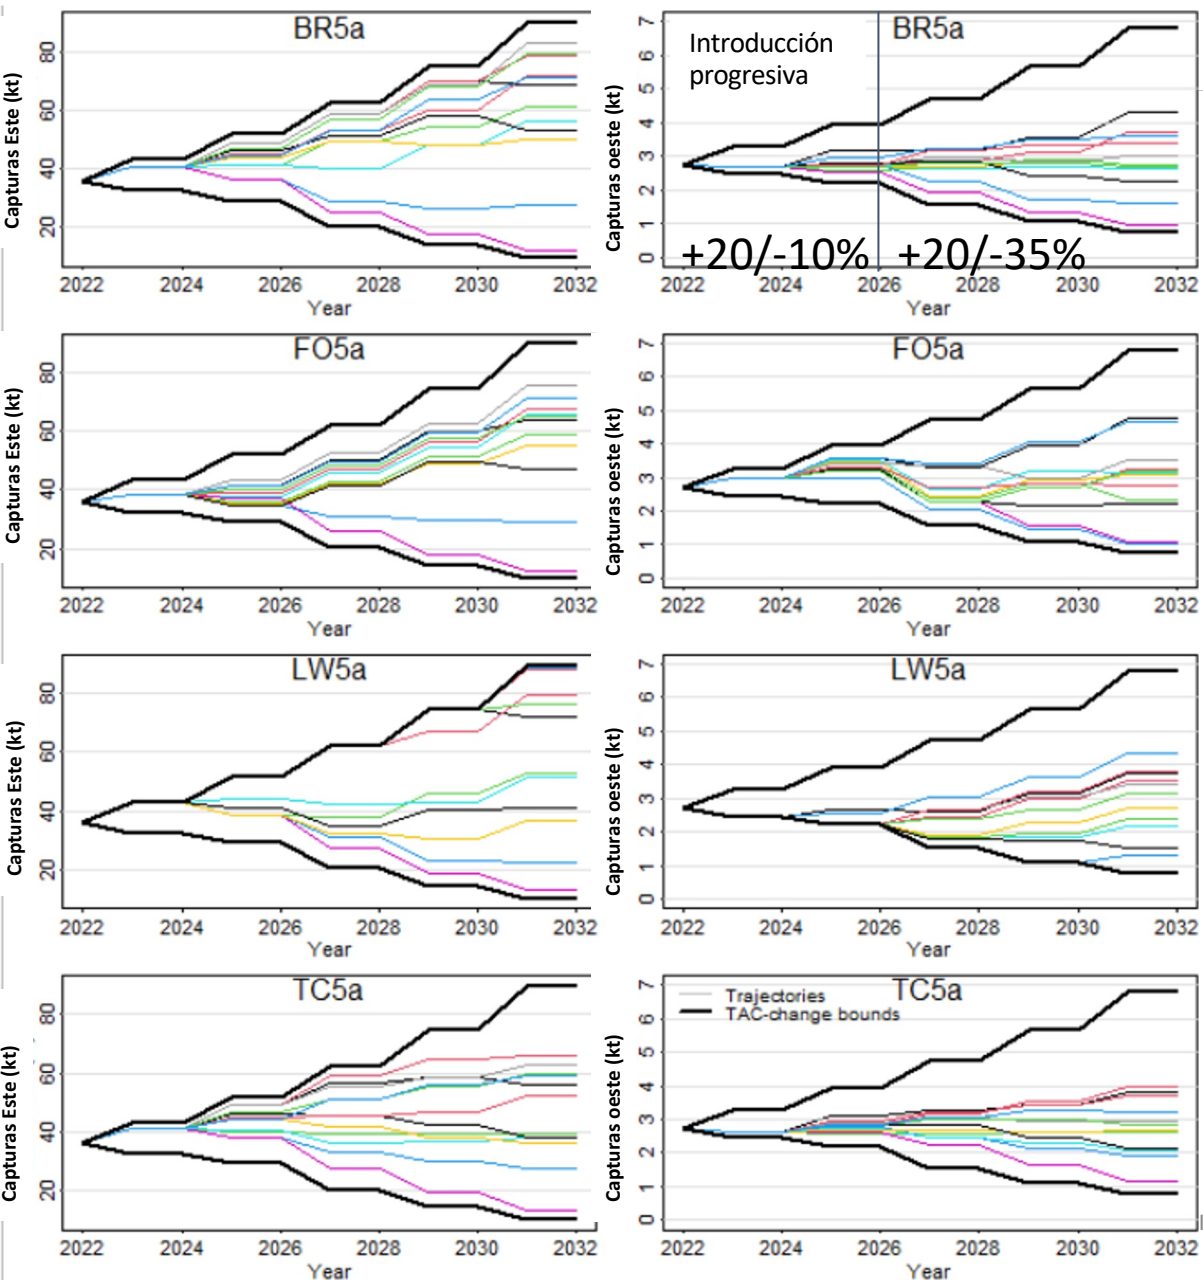 BR5a
Capturas Este (kt)
80
60
40
20
2022 2024 2026 2028 2030 2032
Year
BR5a
Introducción
progresiva
Capturas oeste (kt)
7
6
5
4
3
2
1
0
+20/-10% +20/-35%
2022 2024 2026 2028 2030 2032
Year
FO5a
Capturas Este (kt)
80
60
40
20
2022 2024 2026 2028 2030 2032
Year
FO5a
Capturas oeste (kt)
7
6
5
4
3
2
1
0
2022 2024 2026 2028 2030 2032
Year
LW5a
Capturas Este (kt)
80
60
40
20
2022 2024 2026 2028 2030 2032
Year
LW5a
Capturas oeste (kt)
7
6
5
4
3
2
1
0
2022 2024 2026 2028 2030 2032
Year
TC5a
Capturas Este (kt)
80
60
40
20
2022 2024 2026 2028 2030 2032
Year
TC5a
Trajectories
TAC-change bounds
Capturas oeste (kt)
7
6
5
4
3
2
1
0
2022 2024 2026 2028 2030 2032
Year